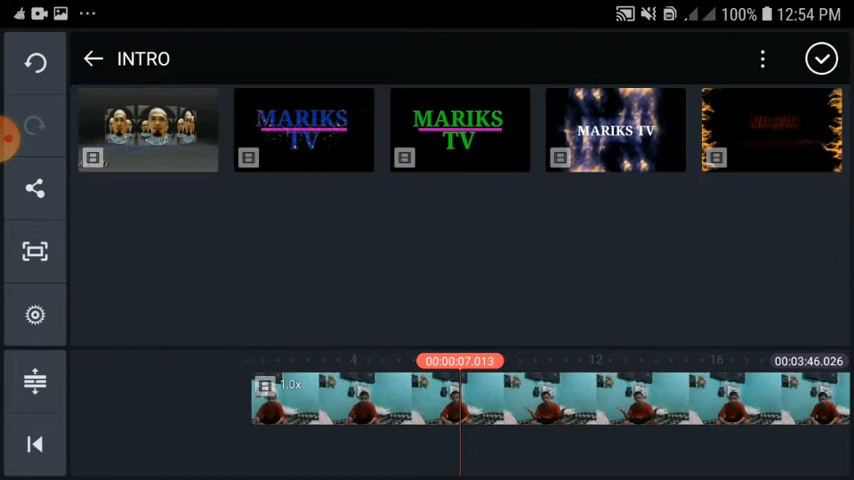 100% 12:54 PM
INTRO
MARIKS
TV
MARIKS
TV
MARIKS TV
4
00:00:07.013
12
16
00:03:46.026
1.0x